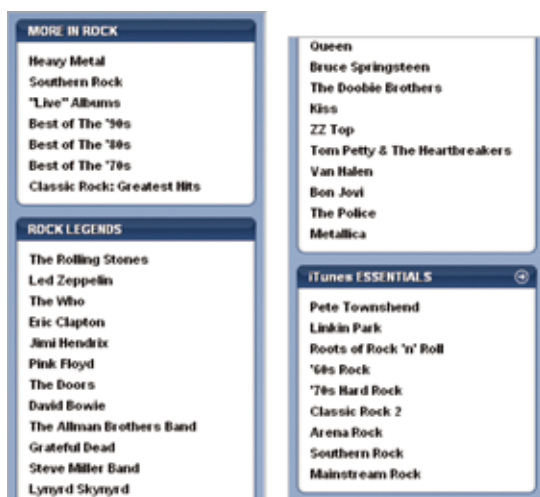 MORE IN ROCK
Heavy Metal
Southern Rock
"Live" Albums
Best of The '90s
Best of The '80s
Best of The '70s
Classic Rock: Greatest Hits
ROCK LEGENDS
The Rolling Stones
Led Zeppelin
The Who
Eric Clapton
Jimi Hendrix
Pink Floyd
The Doors
David Bowie
The Allman Brothers Band
Grateful Dead
Steve Miller Band
Lynyrd Skynyrd
Queen
Bruce Springsteen
The Doobie Brothers
Kiss
ZZ Top
Tom Petty & The Heartbreakers
Van Halen
Bon Jovi
The Police
Metallica
iTunes ESSENTIALS
Pete Townshend
Linkin Park
Roots of Rock 'n' Roll
'60s Rock
'70s Hard Rock
Classic Rock 2
Arena Rock
Southern Rock
Mainstream Rock